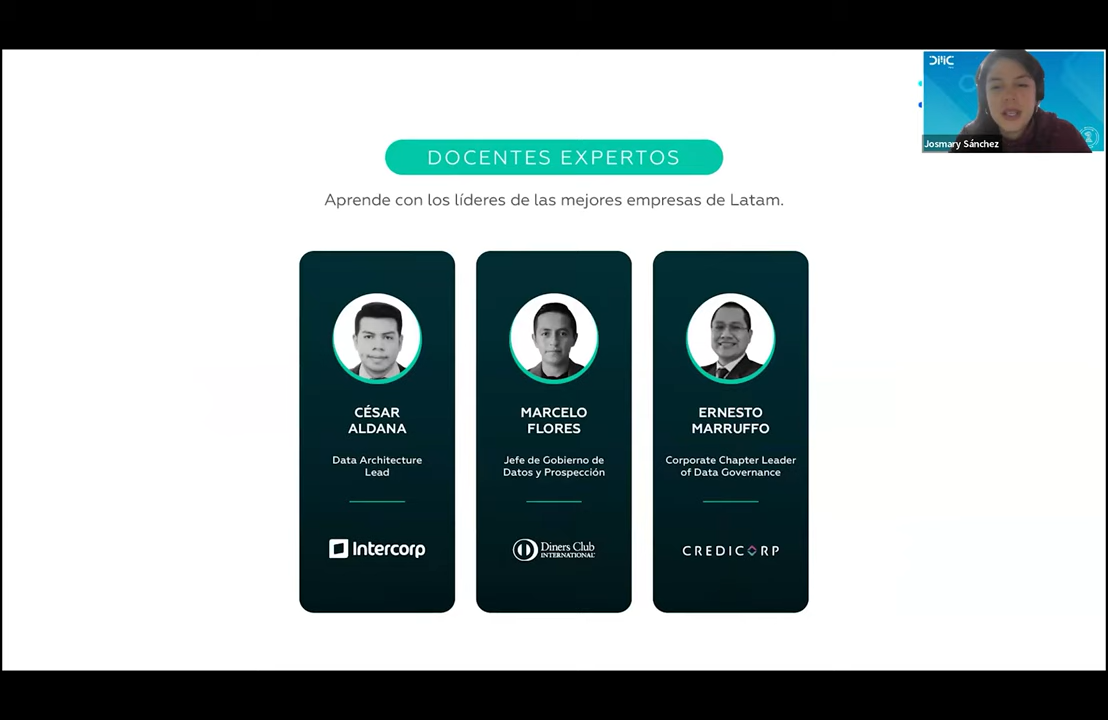 DMC
Josmary Sánchez
DOCENTES EXPERTOS
Aprende con los líderes de las mejores empresas de Latam.
CÉSAR
ALDANA
Data Architecture
Lead
Intercorp
MARCELO
FLORES
Jefe de Gobierno de
Datos y Prospección
Diners Club
INTERNATIONAL
ERNESTO
MARRUFFO
Corporate Chapter Leader
of Data Governance
CREDICORP